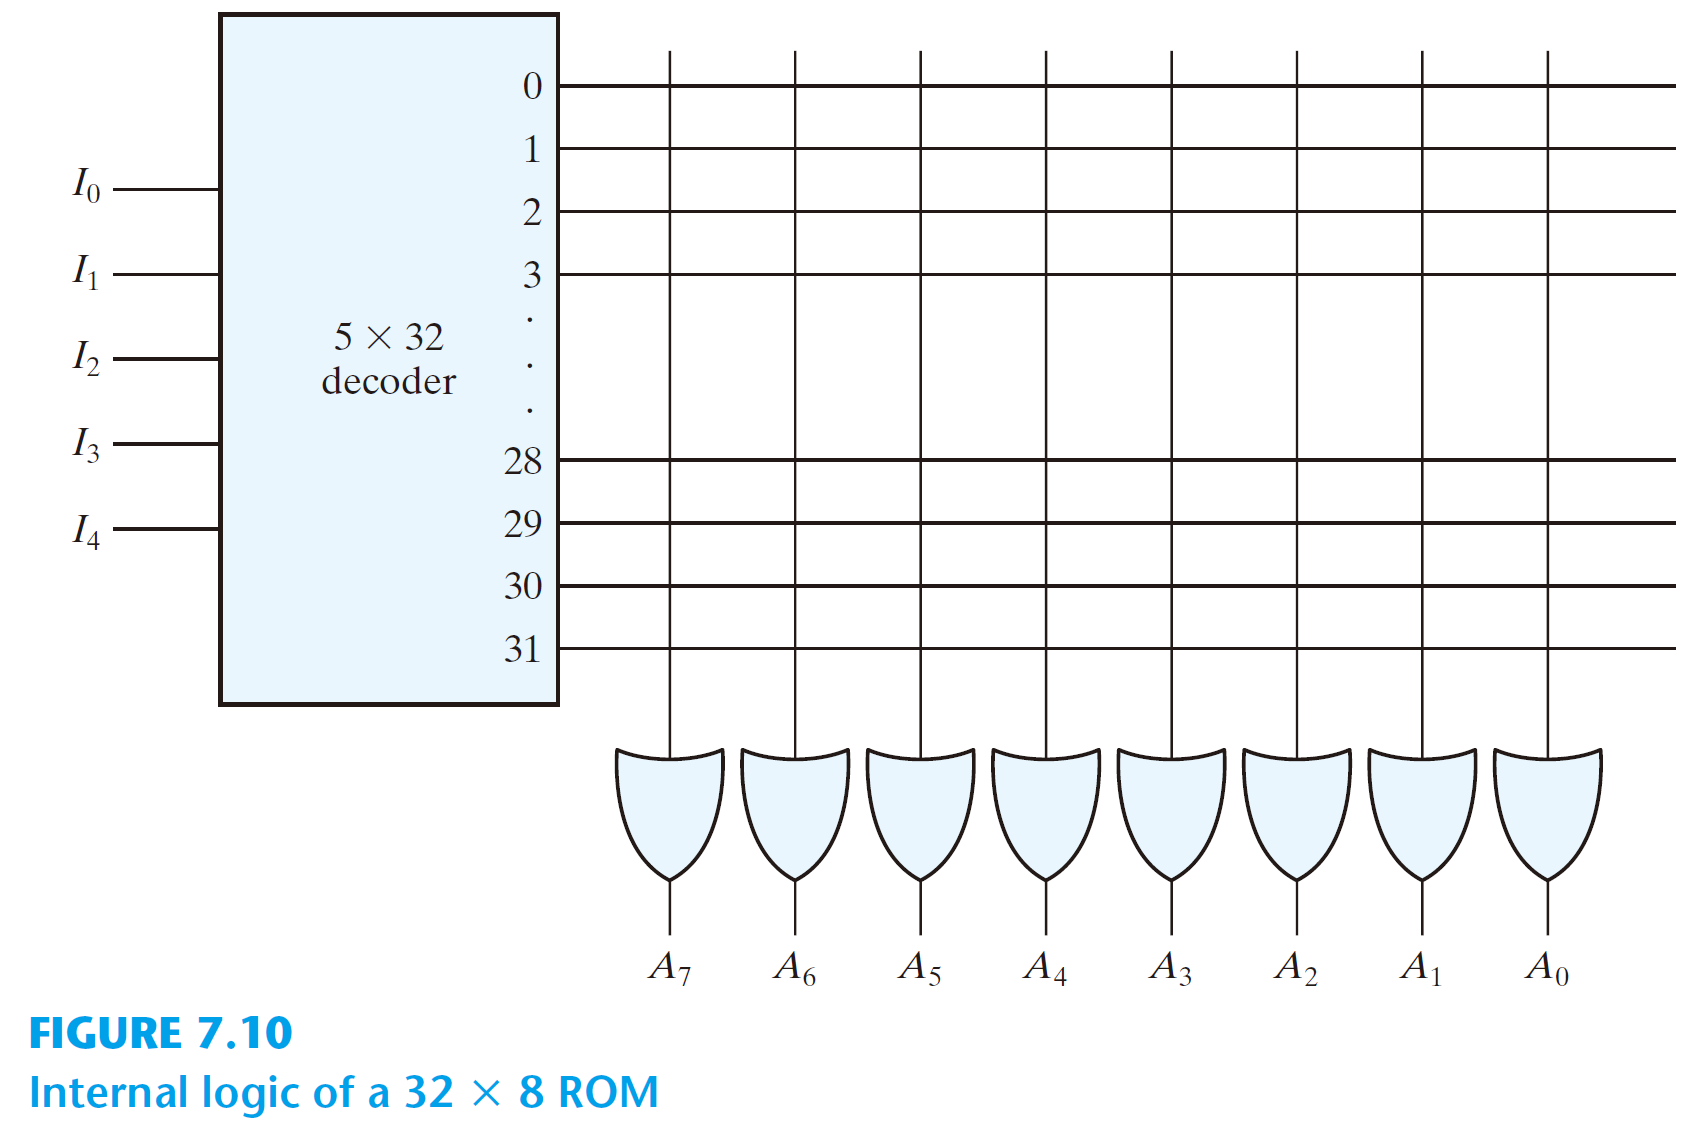 0
1
I₀
2
I₁
3
.
5 × 32
I₂
.
decoder
.
I₃
28
29
I₄
30
31
A₇ A₆ A₅ A₄ A₃ A₂ A₁ A₀
FIGURE 7.10
Internal logic of a 32 × 8 ROM